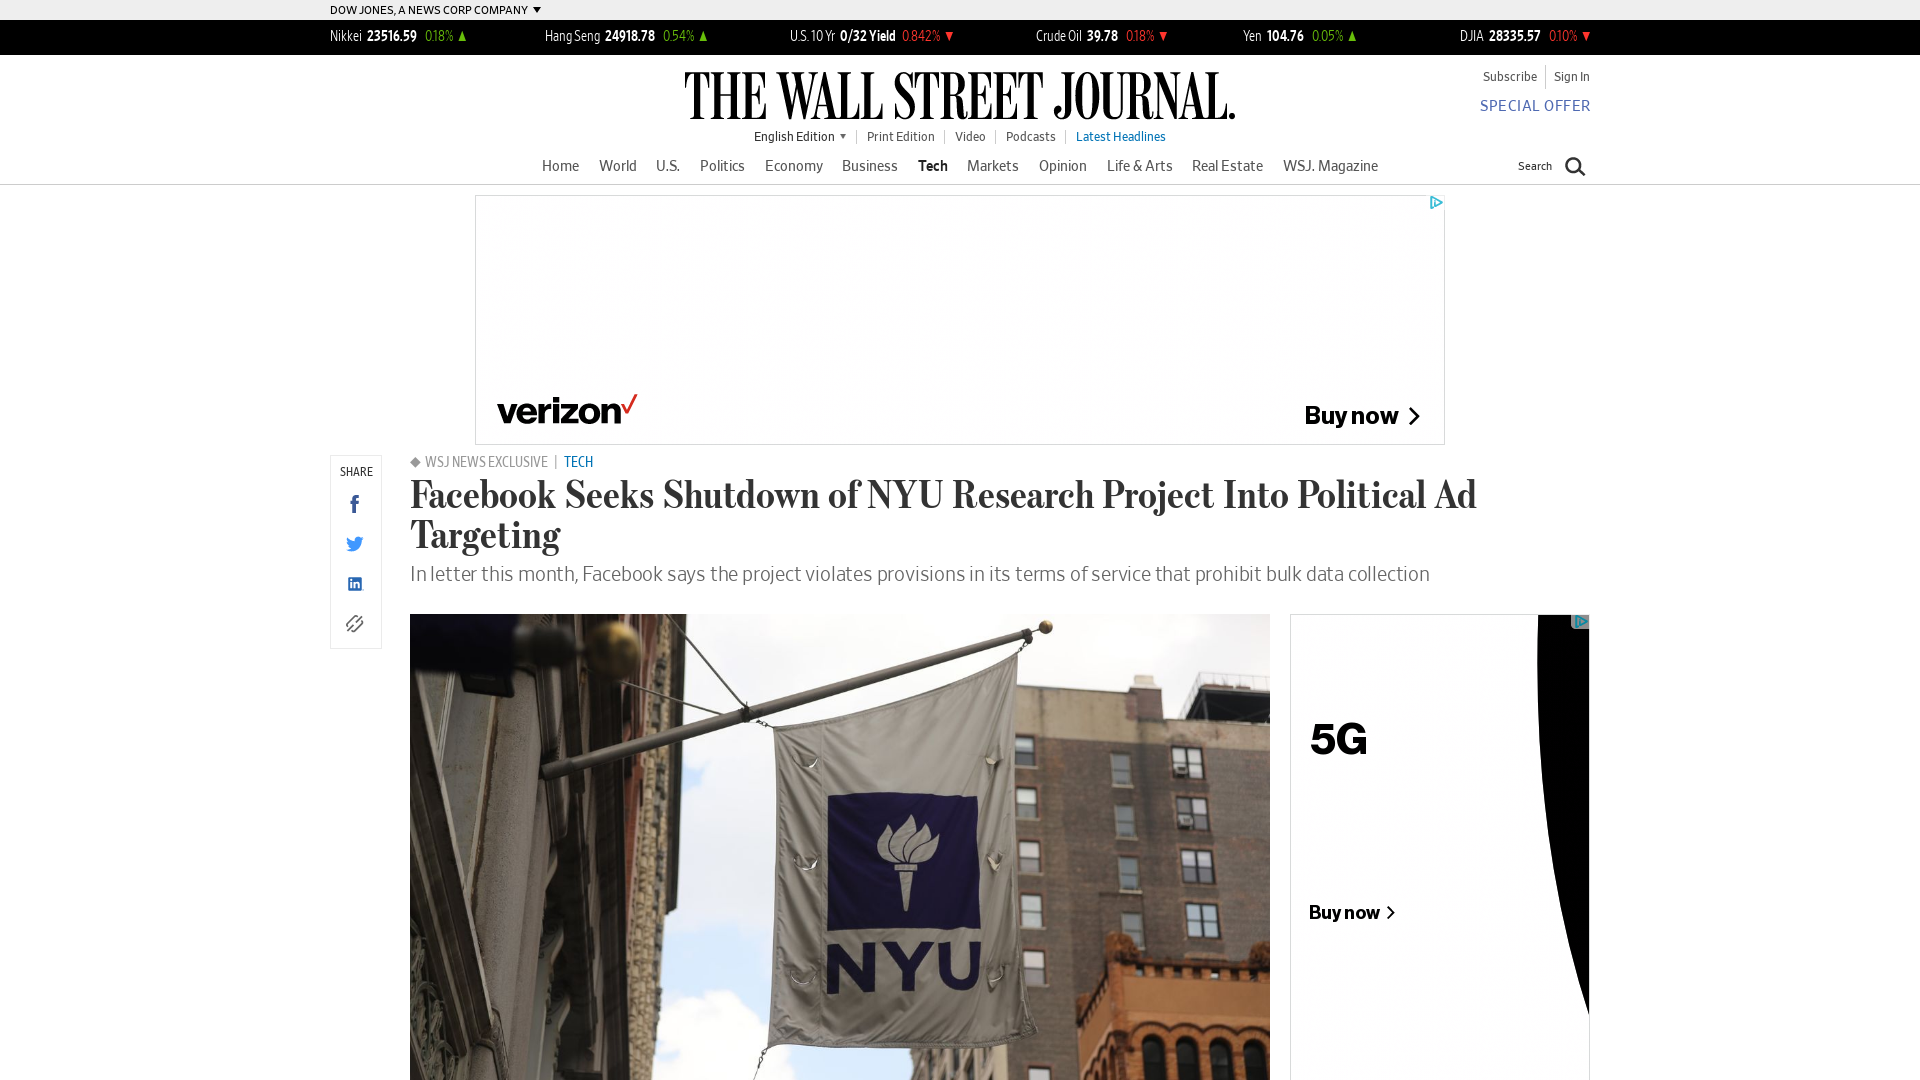 DOW JONES, A NEWS CORP COMPANY
Nikkei 23516.59 0.18% ▲ Hang Seng 24918.78 0.54% ▲ U.S. 10 Yr 0/32 Yield 0.842% ▼ Crude Oil 39.78 0.18% ▼ Yen 104.76 0.05% ▲ DJIA 28335.57 0.10% ▼
Subscribe Sign In
THE WALL STREET JOURNAL.
SPECIAL OFFER
English Edition Print Edition Video Podcasts Latest Headlines
Home World U.S. Politics Economy Business Tech Markets Opinion Life & Arts Real Estate WSJ. Magazine Search
verizon Buy now
SHARE
◆ WSJ NEWS EXCLUSIVE | TECH
Facebook Seeks Shutdown of NYU Research Project Into Political Ad
Targeting
In letter this month, Facebook says the project violates provisions in its terms of service that prohibit bulk data collection
NYU
5G
Buy now